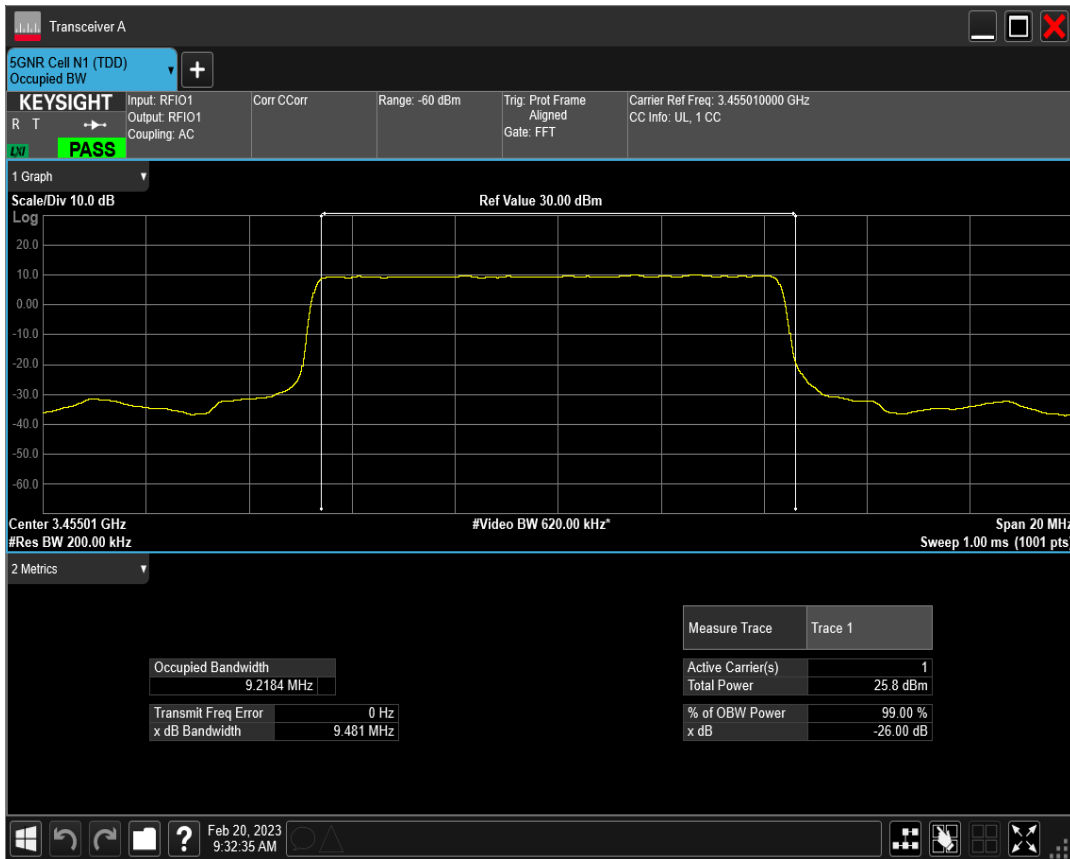 Transceiver A
5GNR Cell N1 (TDD)
Occupied BW
KEYSIGHT
R T
LXI
PASS
Input: RFIO1
Output: RFIO1
Coupling: AC
Corr CCorr
Range: -60 dBm
Trig: Prot Frame
Aligned
Gate: FFT
Carrier Ref Freq: 3.455010000 GHz
CC Info: UL, 1 CC
1 Graph
Scale/Div 10.0 dB
Ref Value 30.00 dBm
Log
20.0
10.0
0.00
-10.0
-20.0
-30.0
-40.0
-50.0
-60.0
Center 3.45501 GHz
#Video BW 620.00 kHz*
Span 20 MHz
#Res BW 200.00 kHz
Sweep 1.00 ms (1001 pts)
2 Metrics
Measure Trace Trace 1
Occupied Bandwidth
9.2184 MHz
Active Carrier(s) 1
Total Power 25.8 dBm
Transmit Freq Error 0 Hz
x dB Bandwidth 9.481 MHz
% of OBW Power 99.00 %
x dB -26.00 dB
Feb 20, 2023
9:32:35 AM